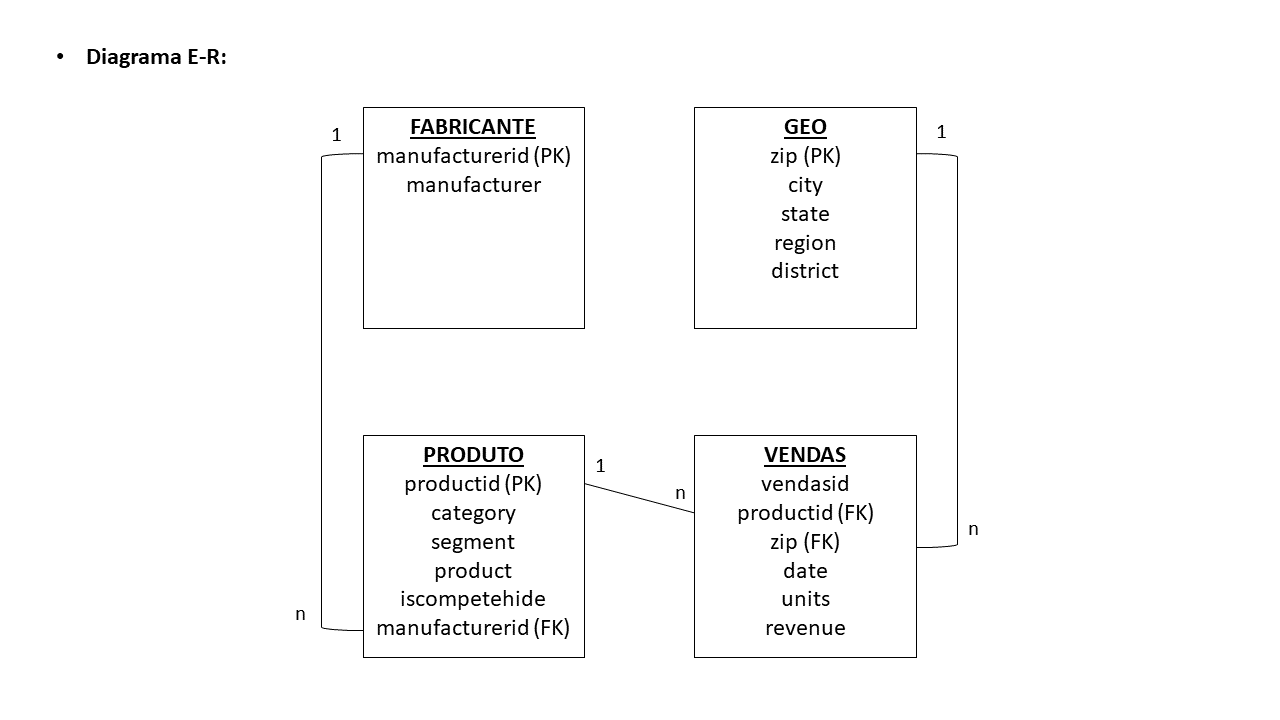 • Diagrama E-R:
1
FABRICANTE
manufacturerid (PK)
manufacturer
GEO
zip (PK)
city
state
region
district
1
PRODUTO
productid (PK)
category
segment
product
iscompetehide
manufacturerid (FK)
n
1
n
VENDAS
vendasid
productid (FK)
zip (FK)
date
units
revenue
n